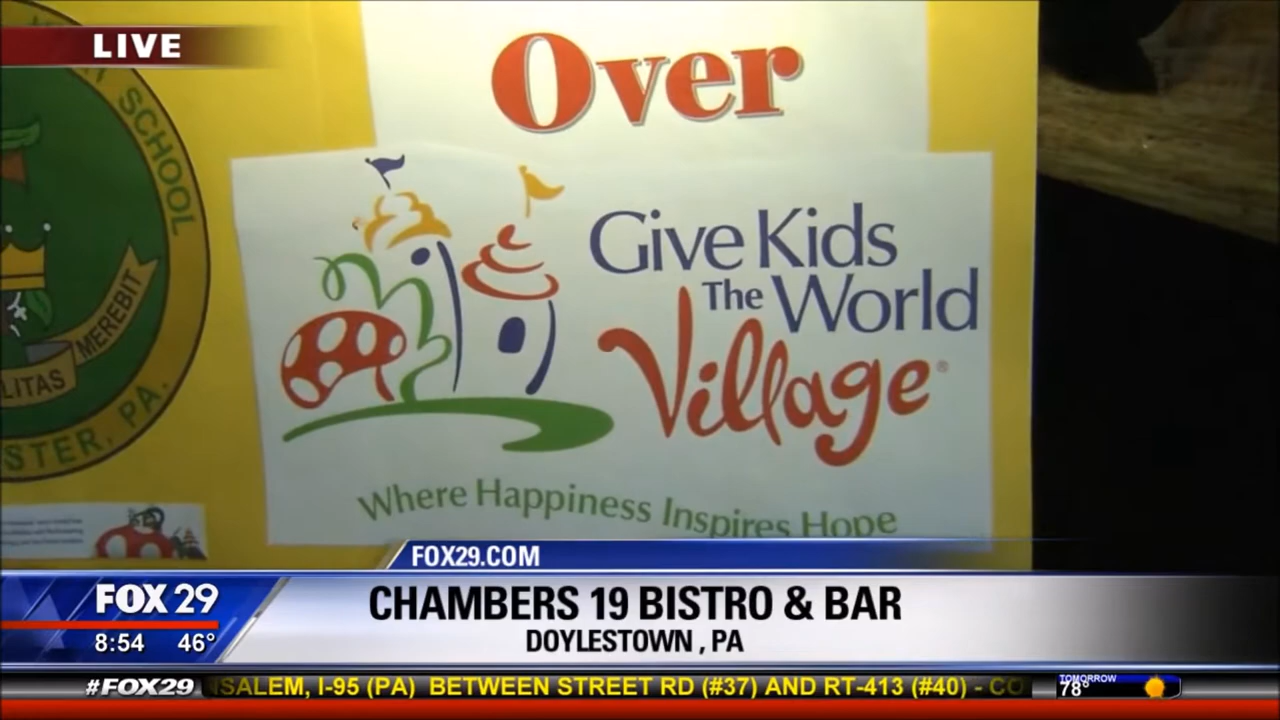 LIVE
Over
SCHOOL
MEREBIT
LITAS
STER, PA.
Give Kids
The World
Village®
Where Happiness Inspires Hope
FOX29.COM
FOX 29
CHAMBERS 19 BISTRO & BAR
8:54 46°
DOYLESTOWN , PA
#FOX29 SALEM, I-95 (PA) BETWEEN STREET RD (#37) AND RT-413 (#40) - CO
TOMORROW
78°